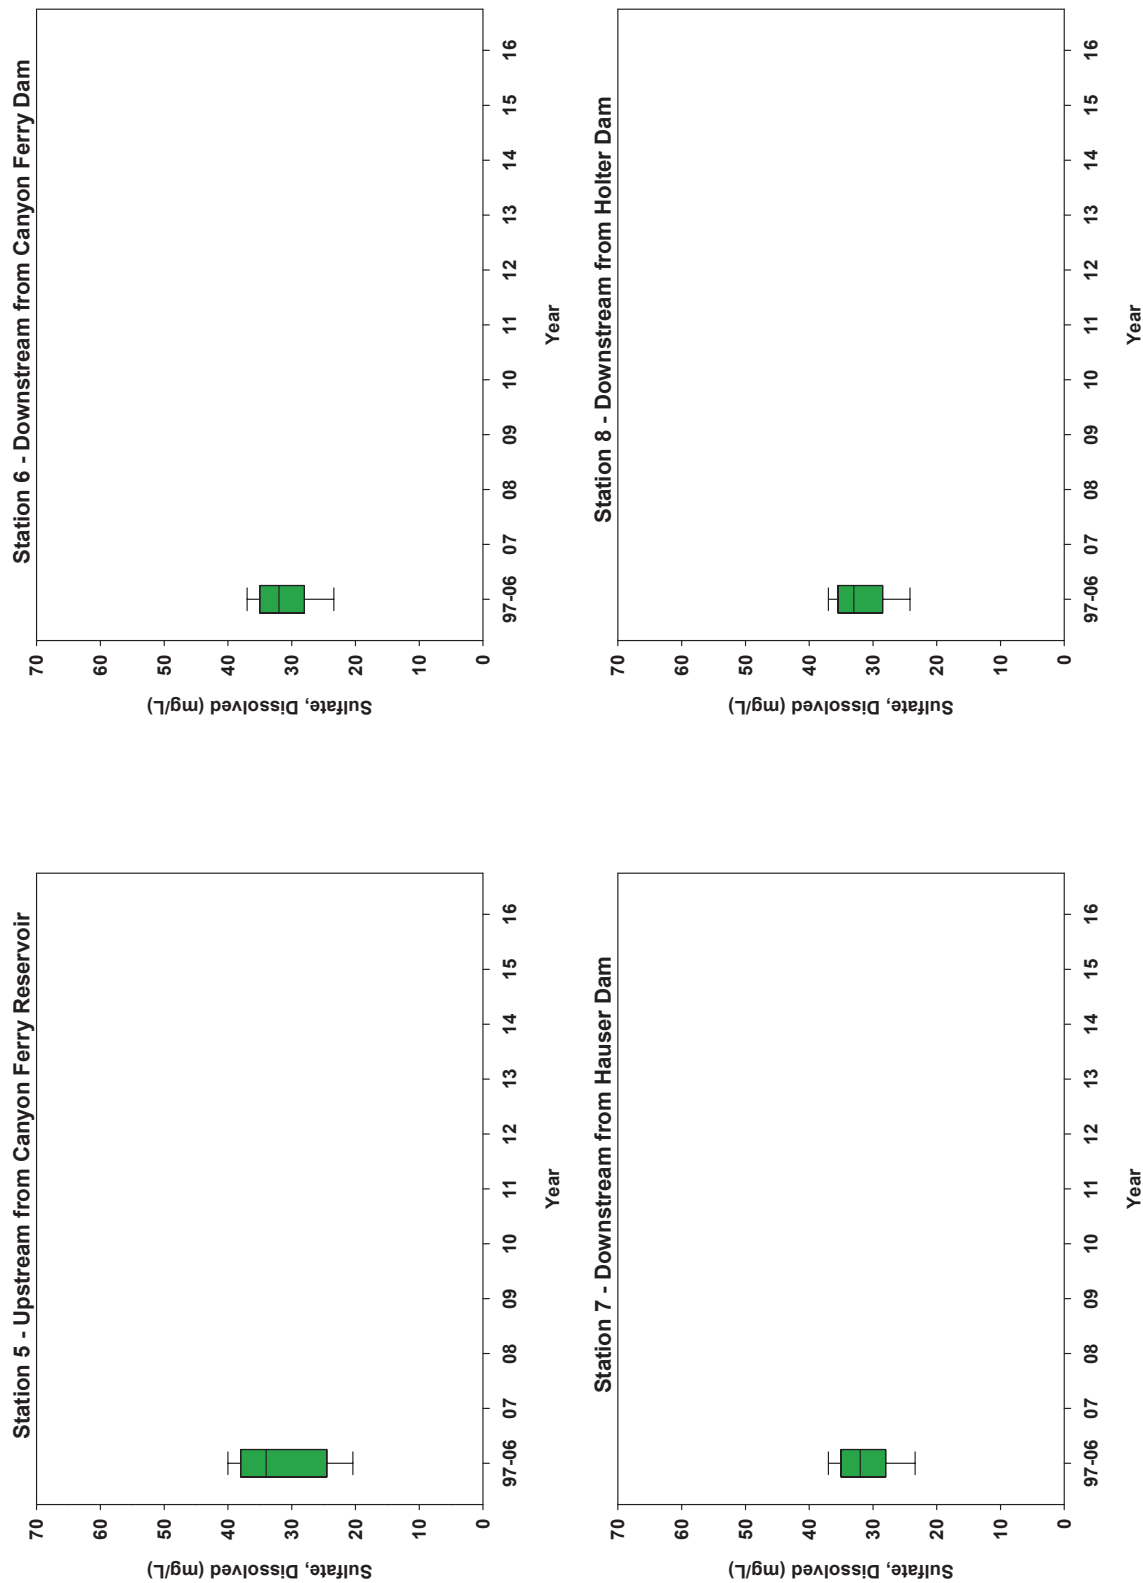 Station 5 - Upstream from Canyon Ferry Reservoir
Sulfate, Dissolved (mg/L)
70
60
50
40
30
20
10
0
97-06 07 08 09 10 11 12 13 14 15 16
Year
Station 6 - Downstream from Canyon Ferry Dam
Sulfate, Dissolved (mg/L)
70
60
50
40
30
20
10
0
97-06 07 08 09 10 11 12 13 14 15 16
Year
Station 7 - Downstream from Hauser Dam
Sulfate, Dissolved (mg/L)
70
60
50
40
30
20
10
0
97-06 07 08 09 10 11 12 13 14 15 16
Year
Station 8 - Downstream from Holter Dam
Sulfate, Dissolved (mg/L)
70
60
50
40
30
20
10
0
97-06 07 08 09 10 11 12 13 14 15 16
Year